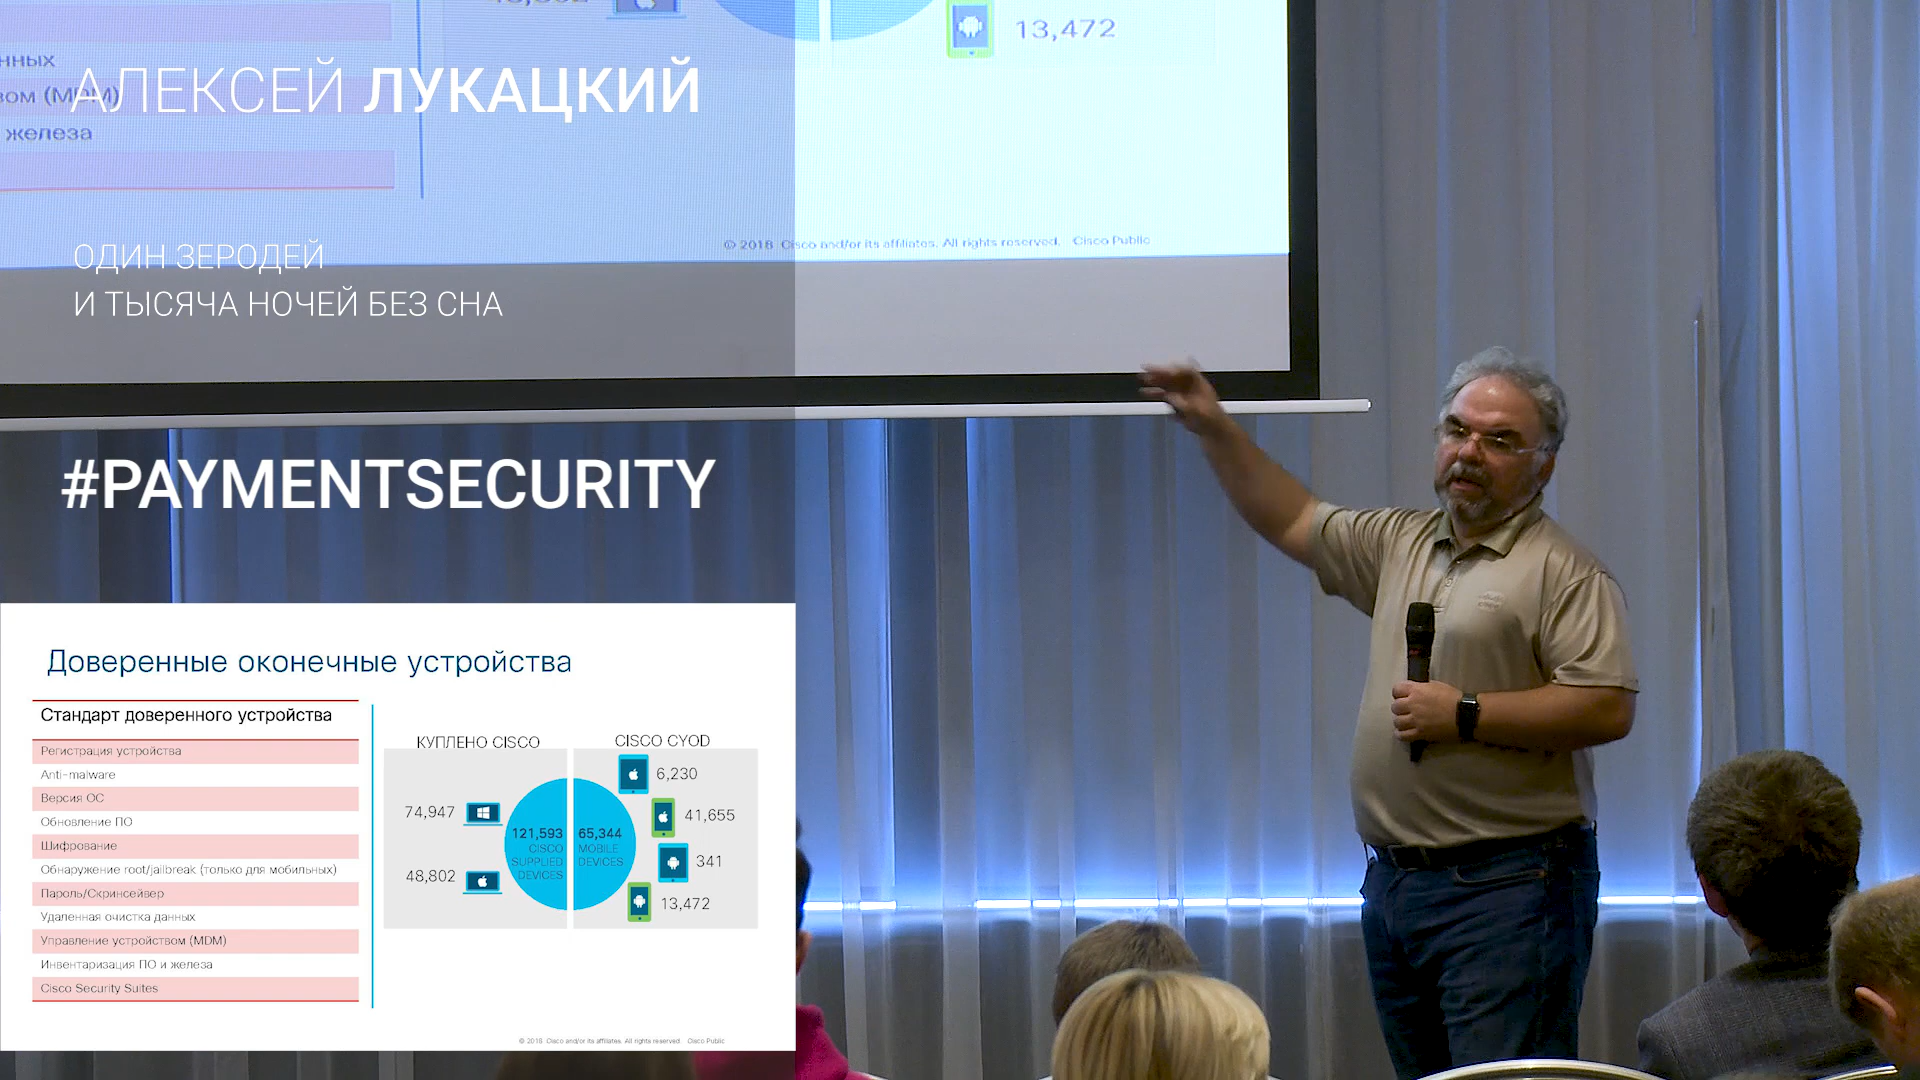 13,472
нных
вом (MDM)
железа
АЛЕКСЕЙ ЛУКАЦКИЙ
© 2018 Cisco and/or its affiliates. All rights reserved. Cisco Public
ОДИН ЗЕРОДЕЙ
И ТЫСЯЧА НОЧЕЙ БЕЗ СНА
#PAYMENTSECURITY
Доверенные оконечные устройства
Стандарт доверенного устройства
Регистрация устройства
Anti-malware
Версия ОС
Обновление ПО
Шифрование
Обнаружение root/jailbreak (только для мобильных)
Пароль/Скринсейвер
Удаленная очистка данных
Управление устройством (MDM)
Инвентаризация ПО и железа
Cisco Security Suites
КУПЛЕНО CISCO
74,947
48,802
121,593
CISCO
SUPPLIED
DEVICES
CISCO CYOD
65,344
MOBILE
DEVICES
6,230
41,655
341
13,472
© 2018 Cisco and/or its affiliates. All rights reserved. Cisco Public